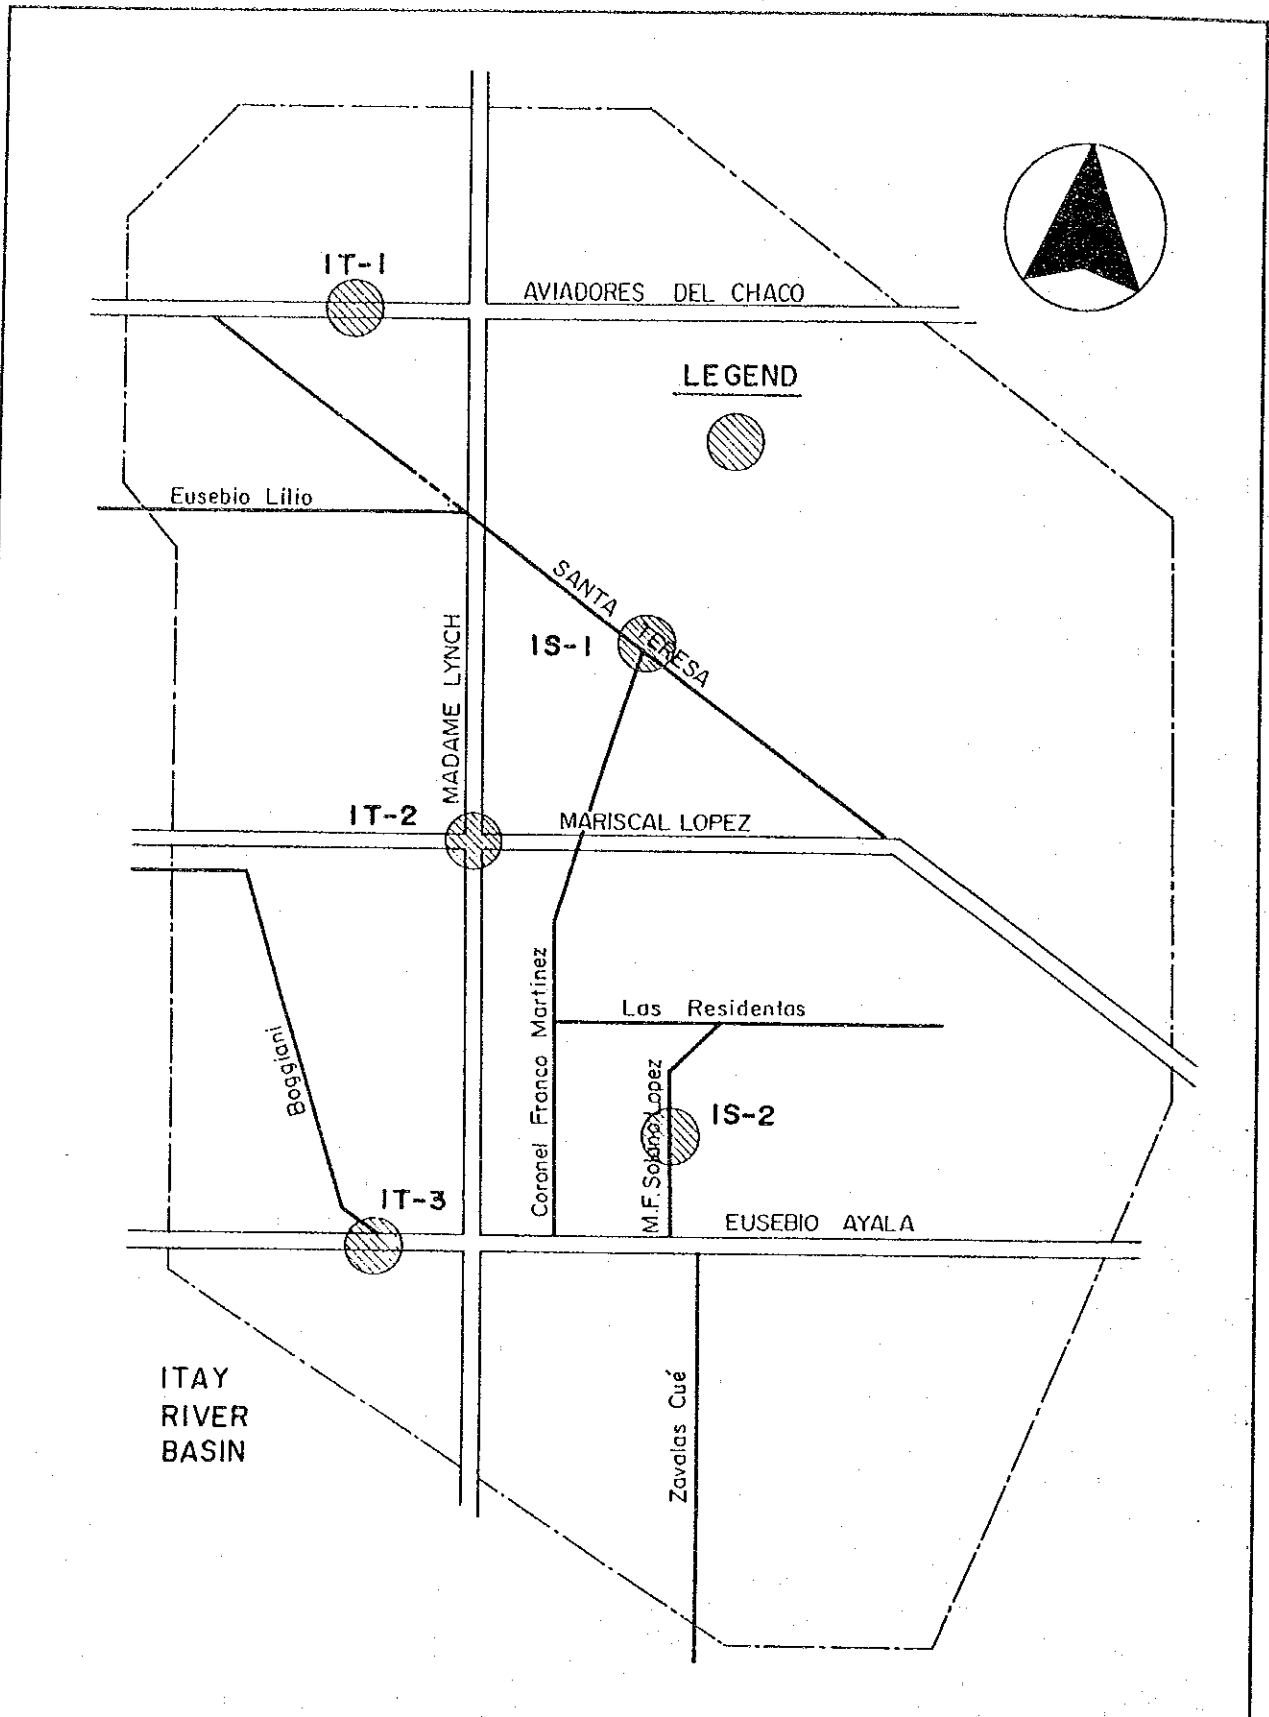 IT-1
AVIADORES DEL CHACO
LEGEND
Eusebio Lilio
SANTA TERESA
IS-1
MADAME LYNCH
IT-2
MARISCAL LOPEZ
Coronel Franco Martinez
Las Residentas
Boggiani
M.F. Solano Lopez
IS-2
IT-3
EUSEBIO AYALA
ITAY
RIVER
BASIN
Zavalas Cué